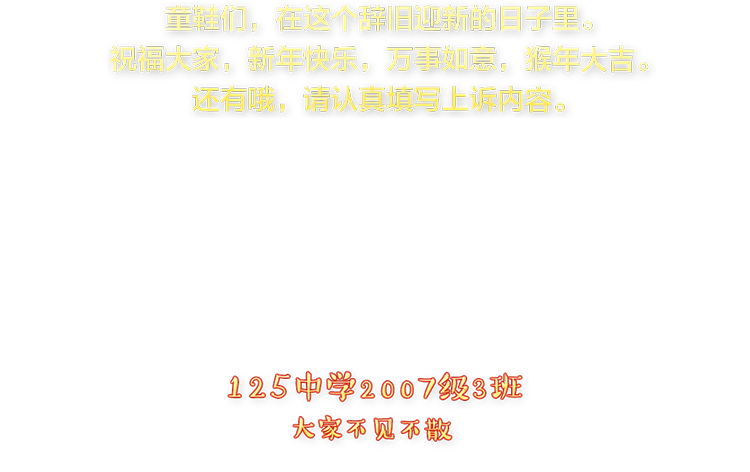 童鞋们，在这个辞旧迎新的日子里。
祝福大家，新年快乐，万事如意，猴年大吉。
还有哦，请认真填写上诉内容。
125中学2007级3班
大家不见不散